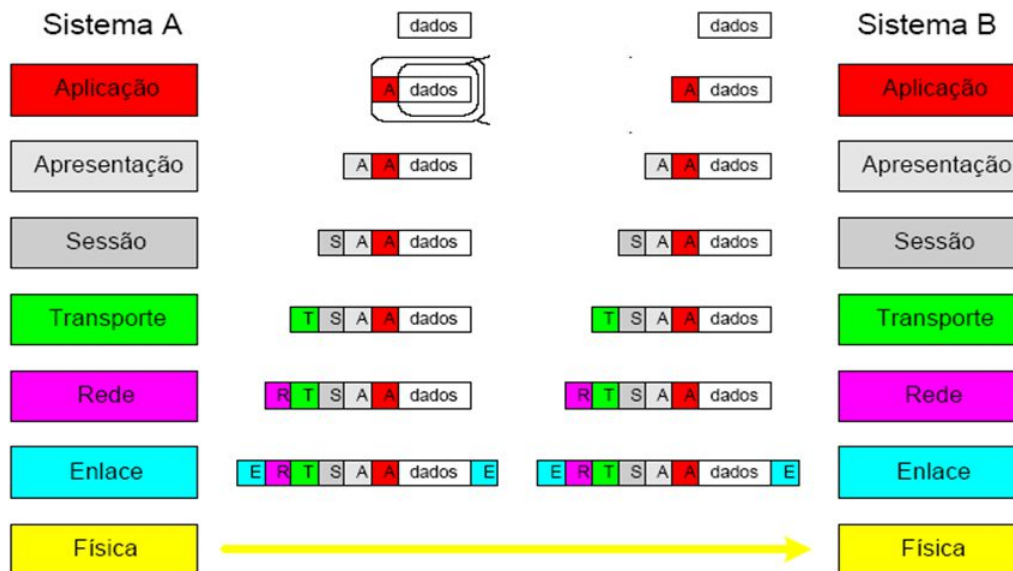 Sistema A dados dados Sistema B
Aplicação A dados A dados Aplicação
Apresentação A A dados A A dados Apresentação
Sessão S A A dados S A A dados Sessão
Transporte T S A A dados T S A A dados Transporte
Rede R T S A A dados R T S A A dados Rede
Enlace E R T S A A dados E E R T S A A dados E Enlace
Física Física